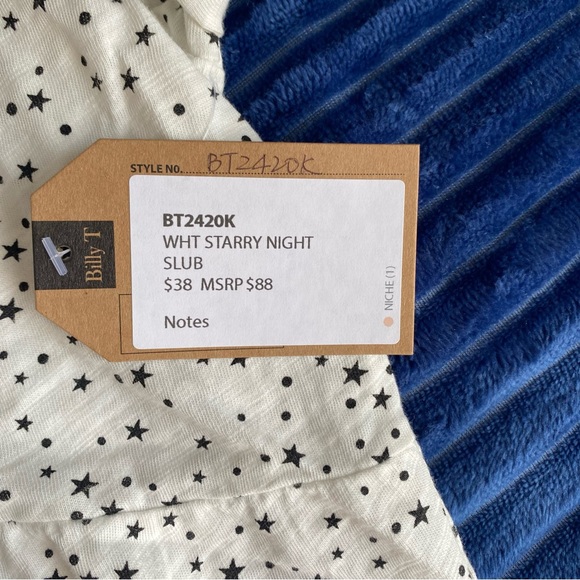 STYLE NO. BT2420K
BT2420K
WHT STARRY NIGHT
SLUB
$38 MSRP $88
Notes
Billy T
NICHE (1)